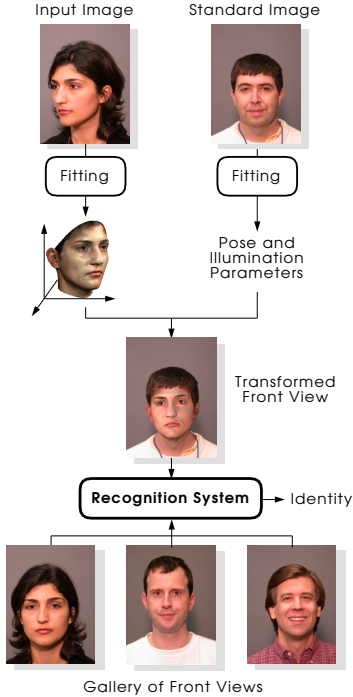 Input Image
Standard Image
Fitting
Fitting
Pose and
Illumination
Parameters
Transformed
Front View
Recognition System
Identity
Gallery of Front Views